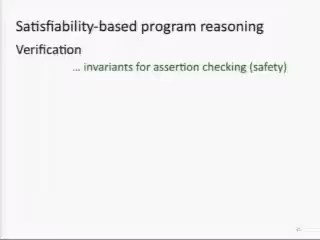 Satisfiability-based program reasoning
Verification
... invariants for assertion checking (safety)